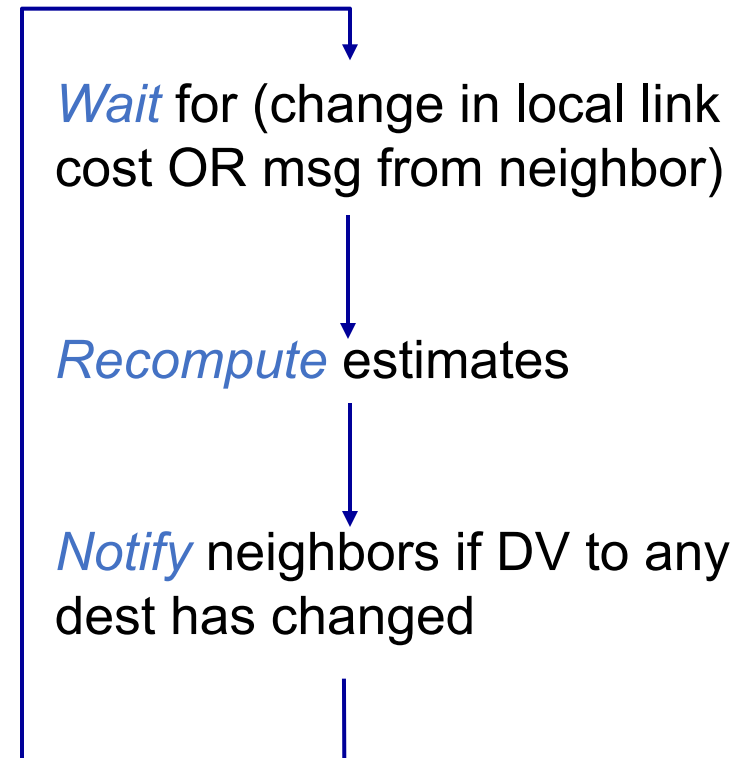 Wait for (change in local link
cost OR msg from neighbor)
Recompute estimates
Notify neighbors if DV to any
dest has changed